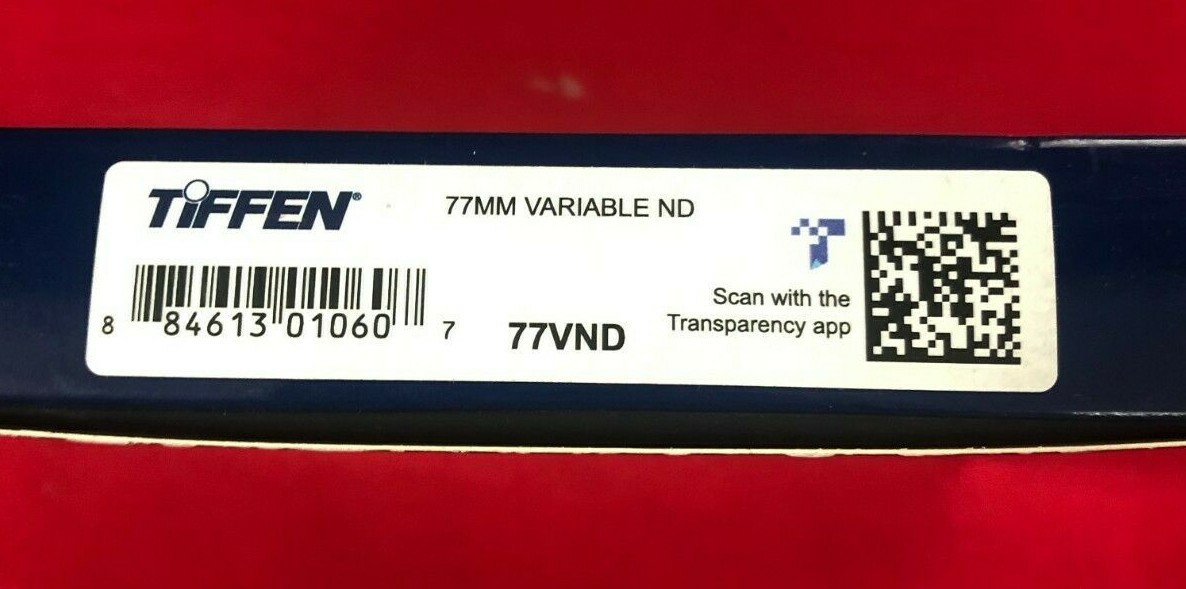 TIFFEN®
77MM VARIABLE ND
8 84613 01060 7
77VND
Scan with the
Transparency app